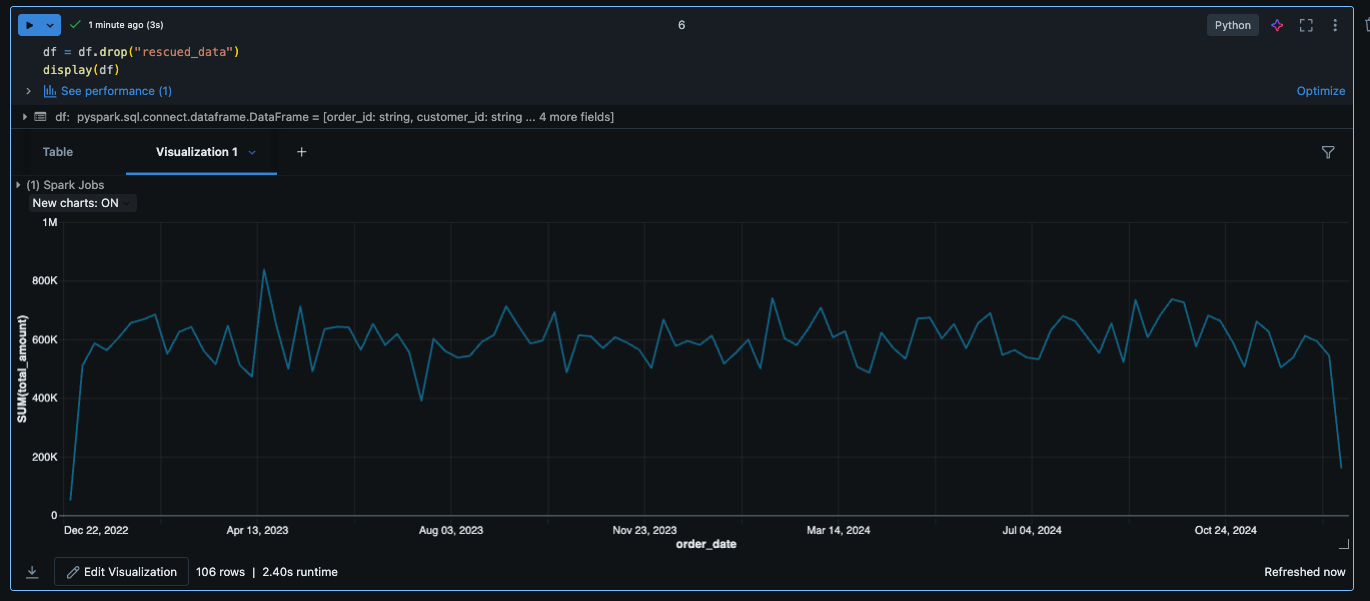 1 minute ago (3s)
6
Python
df = df.drop("rescued_data")
display(df)
See performance (1)
Optimize
df: pyspark.sql.connect.dataframe.DataFrame = [order_id: string, customer_id: string ... 4 more fields]
Table
Visualization 1
+
(1) Spark Jobs
New charts: ON
1M
800K
600K
400K
200K
0
SUM(total_amount)
Dec 22, 2022
Apr 13, 2023
Aug 03, 2023
Nov 23, 2023
Mar 14, 2024
Jul 04, 2024
Oct 24, 2024
order_date
Edit Visualization
106 rows | 2.40s runtime
Refreshed now